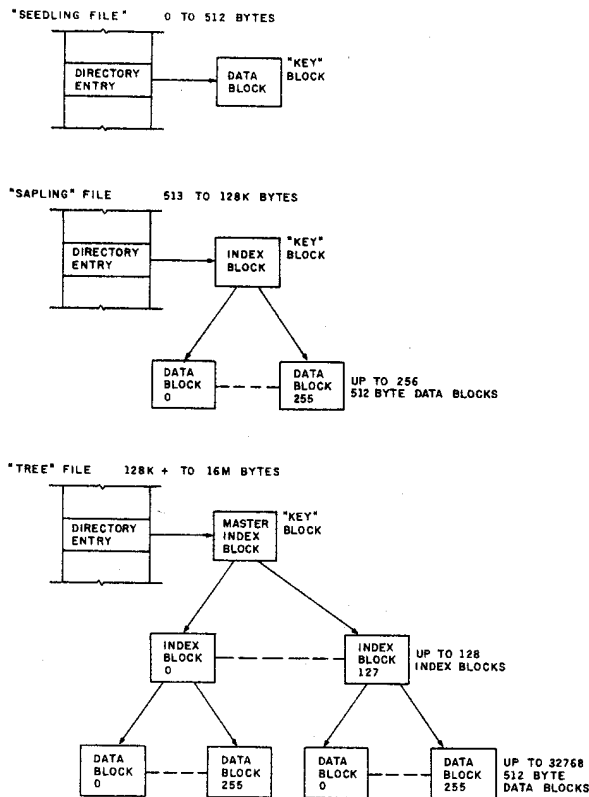 "SEEDLING FILE" 0 TO 512 BYTES
DIRECTORY
ENTRY
DATA
BLOCK
"KEY"
BLOCK
"SAPLING" FILE 513 TO 128K BYTES
DIRECTORY
ENTRY
INDEX
BLOCK
"KEY"
BLOCK
DATA
BLOCK
0
DATA
BLOCK
255
UP TO 256
512 BYTE DATA BLOCKS
"TREE" FILE 128K + TO 16M BYTES
DIRECTORY
ENTRY
MASTER
INDEX
BLOCK
"KEY"
BLOCK
INDEX
BLOCK
0
INDEX
BLOCK
127
UP TO 128
INDEX BLOCKS
DATA
BLOCK
0
DATA
BLOCK
255
DATA
BLOCK
0
DATA
BLOCK
255
UP TO 32768
512 BYTE
DATA BLOCKS